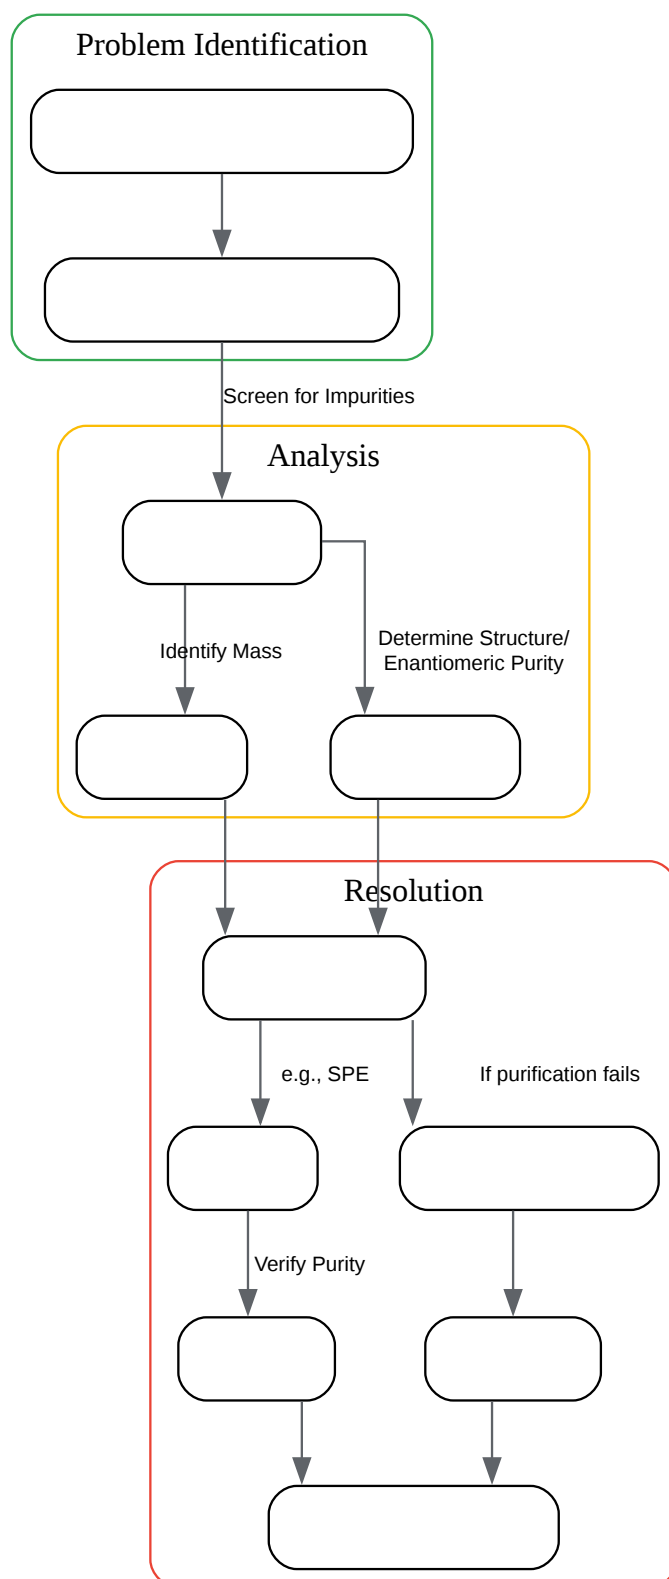 Problem Identification
Screen for Impurities
Analysis
Identify Mass
Determine Structure/
Enantiomeric Purity
Resolution
e.g., SPE
If purification fails
Verify Purity